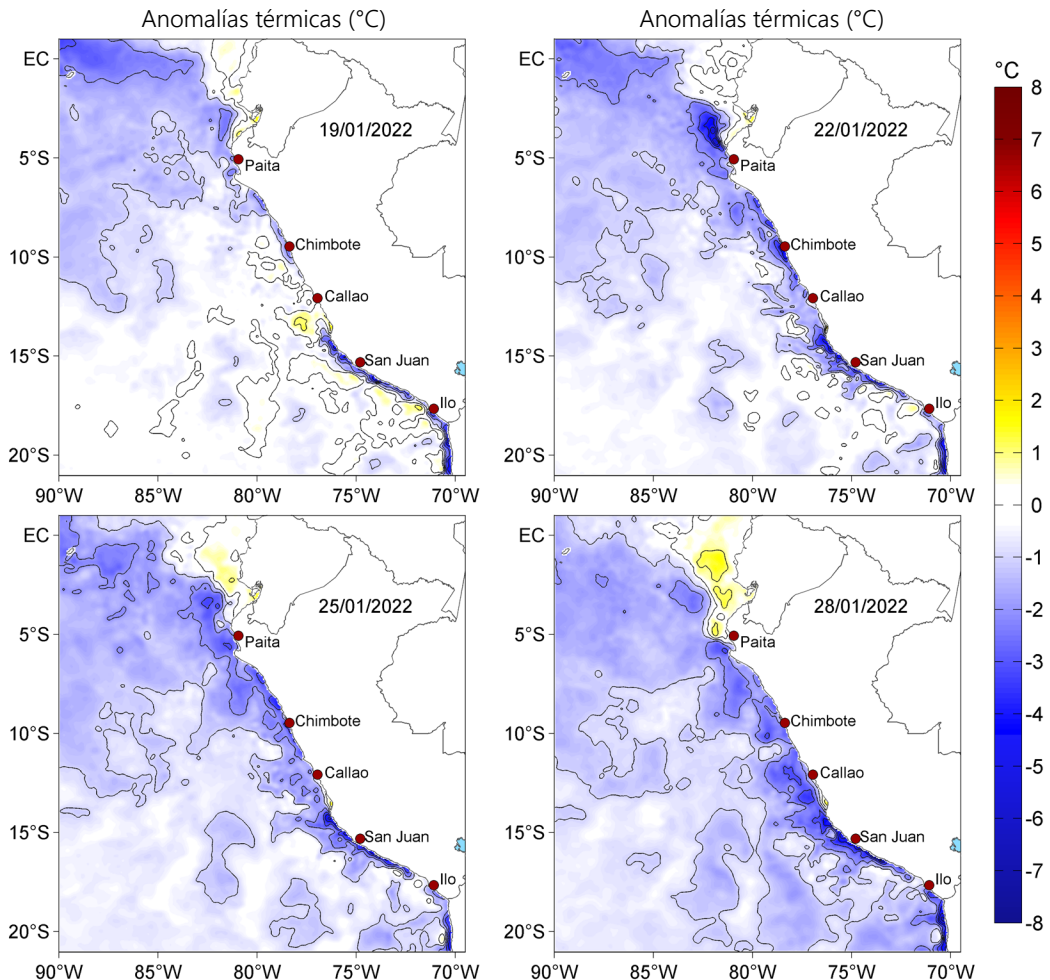 Anomalías térmicas (°C)
Anomalías térmicas (°C)
EC
5°S
10°S
15°S
20°S
90°W
85°W
80°W
75°W
70°W
19/01/2022
Paita
Chimbote
Callao
San Juan
Ilo
EC
5°S
10°S
15°S
20°S
90°W
85°W
80°W
75°W
70°W
22/01/2022
Paita
Chimbote
Callao
San Juan
Ilo
°C
8
7
6
5
4
3
2
1
0
-1
-2
-3
-4
-5
-6
-7
-8
EC
5°S
10°S
15°S
20°S
90°W
85°W
80°W
75°W
70°W
25/01/2022
Paita
Chimbote
Callao
San Juan
Ilo
EC
5°S
10°S
15°S
20°S
90°W
85°W
80°W
75°W
70°W
28/01/2022
Paita
Chimbote
Callao
San Juan
Ilo